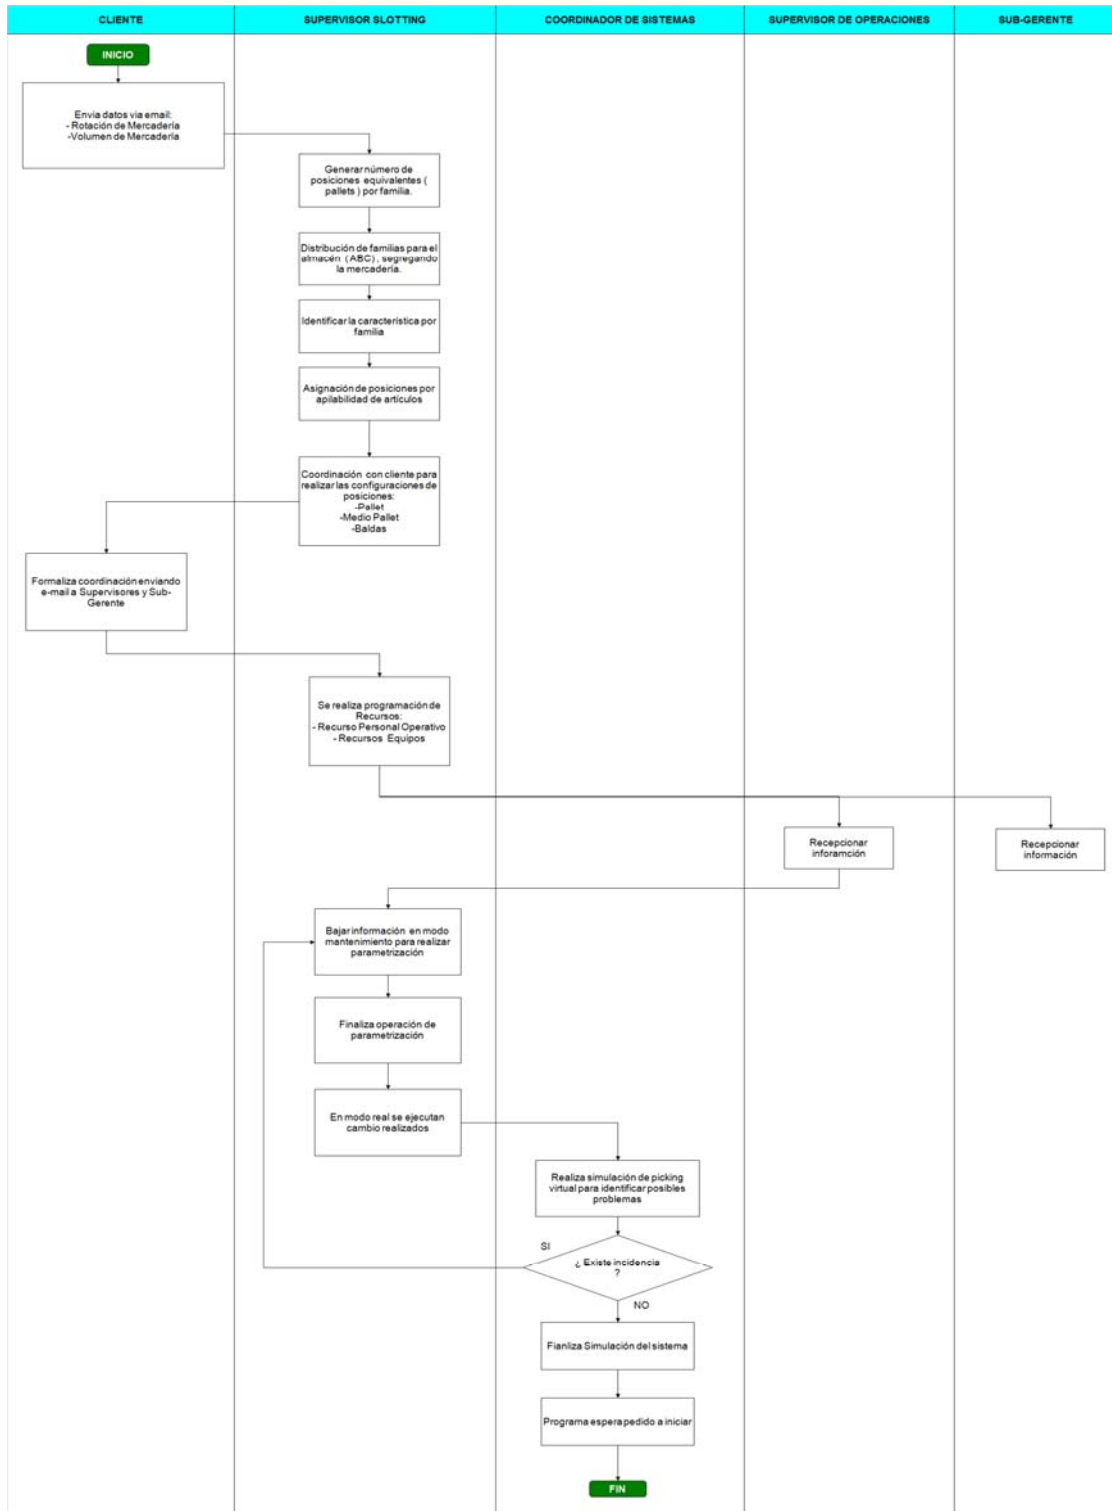 CLIENTE
SUPERVISOR SLOTTING
COORDINADOR DE SISTEMAS
SUPERVISOR DE OPERACIONES
SUB-GERENTE
INICIO
Envia datos via email:
- Rotación de Mercadería
-Volumen de Mercadería
Generar número de
posiciones equivalentes (
pallets ) por familia.
Distribución de familias para el
almacén ( ABC) , segregando
la mercadería.
Identificar la característica por
familia
Asignación de posiciones por
apilabilidad de artículos
Coordinación con cliente para
realizar las configuraciones de
posiciones:
-Pallet
-Medio Pallet
-Baldas
Formaliza coordinación enviando
e-mail a Supervisores y Sub-
Gerente
Se realiza programación de
Recursos:
- Recurso Personal Operativo
- Recursos Equipos
Recepcionar
inforamción
Recepcionar
información
Bajar información en modo
mantenimiento para realizar
parametrización
Finaliza operación de
parametrización
En modo real se ejecutan
cambio realizados
Realiza simulación de picking
virtual para identificar posibles
problemas
SI
¿ Existe incidencia
?
NO
Fianliza Simulación del sistema
Programa espera pedido a iniciar
FIN